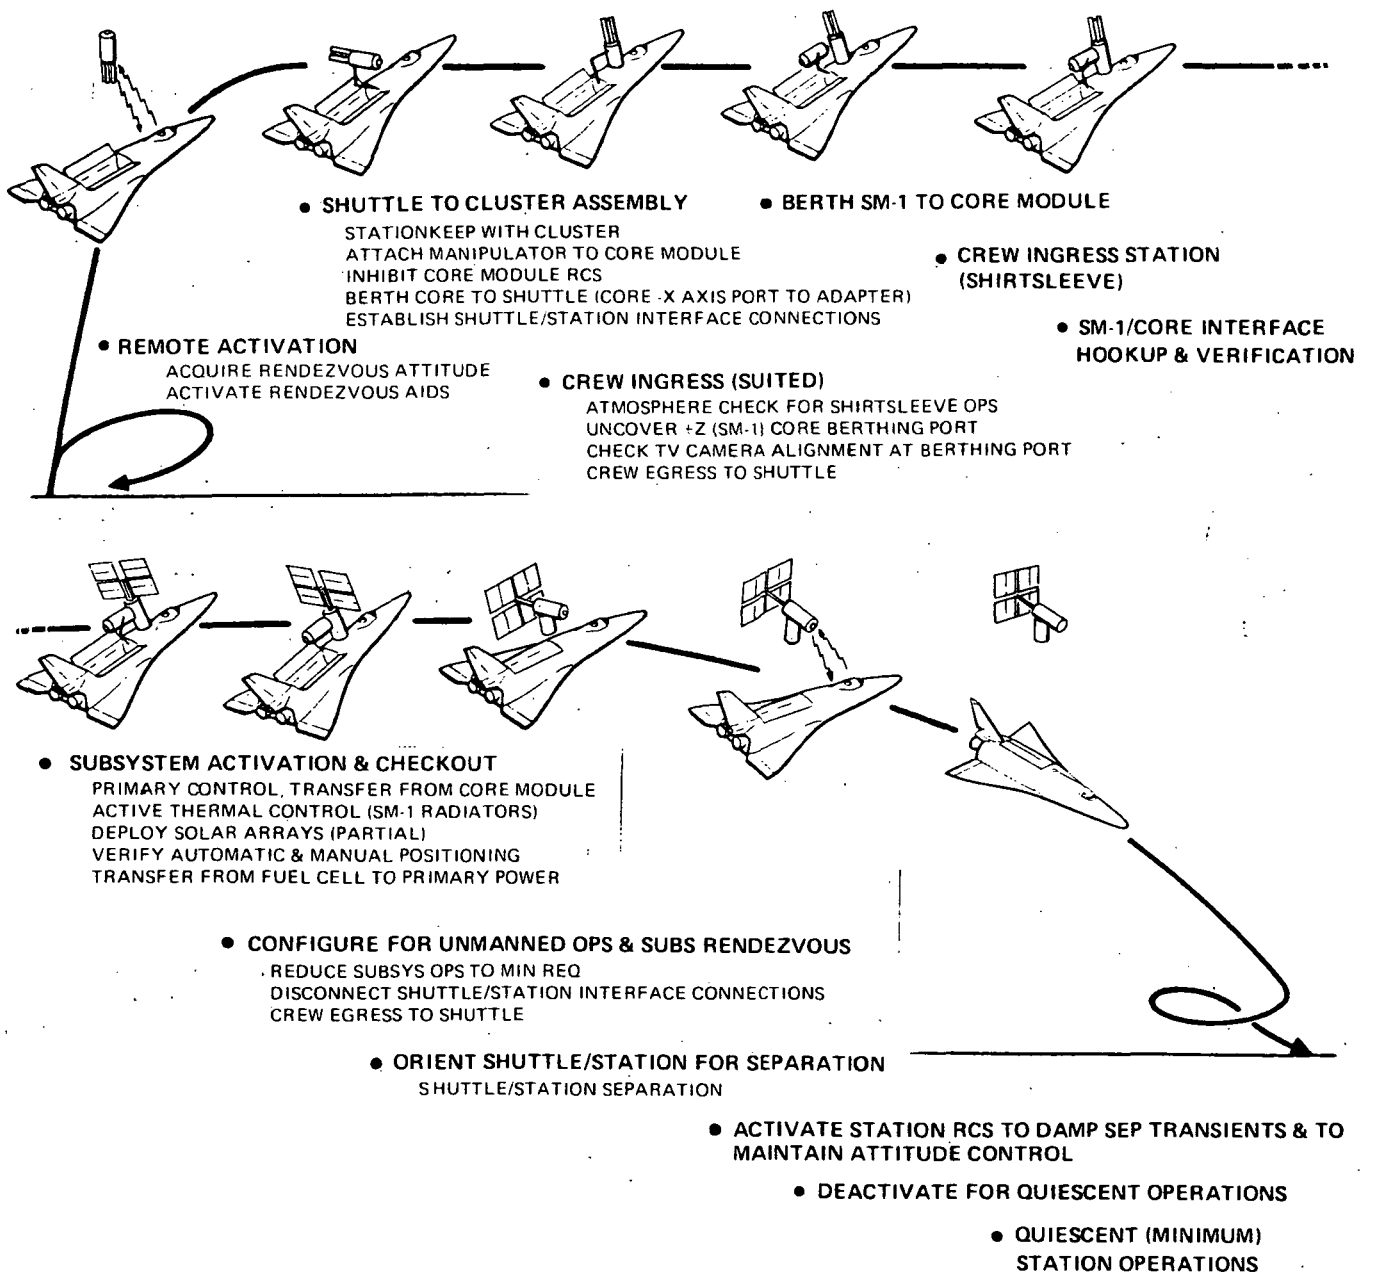 • SHUTTLE TO CLUSTER ASSEMBLY
STATIONKEEP WITH CLUSTER
ATTACH MANIPULATOR TO CORE MODULE
INHIBIT CORE MODULE RCS
BERTH CORE TO SHUTTLE (CORE -X AXIS PORT TO ADAPTER)
ESTABLISH SHUTTLE/STATION INTERFACE CONNECTIONS
• BERTH SM-1 TO CORE MODULE
• CREW INGRESS STATION
(SHIRTSLEEVE)
• SM-1/CORE INTERFACE
HOOKUP & VERIFICATION
• REMOTE ACTIVATION
ACQUIRE RENDEZVOUS ATTITUDE
ACTIVATE RENDEZVOUS AIDS
• CREW INGRESS (SUITED)
ATMOSPHERE CHECK FOR SHIRTSLEEVE OPS
UNCOVER +Z (SM-1) CORE BERTHING PORT
CHECK TV CAMERA ALIGNMENT AT BERTHING PORT
CREW EGRESS TO SHUTTLE
• SUBSYSTEM ACTIVATION & CHECKOUT
PRIMARY CONTROL, TRANSFER FROM CORE MODULE
ACTIVE THERMAL CONTROL (SM-1 RADIATORS)
DEPLOY SOLAR ARRAYS (PARTIAL)
VERIFY AUTOMATIC & MANUAL POSITIONING
TRANSFER FROM FUEL CELL TO PRIMARY POWER
• CONFIGURE FOR UNMANNED OPS & SUBS RENDEZVOUS
REDUCE SUBSYS OPS TO MIN REQ
DISCONNECT SHUTTLE/STATION INTERFACE CONNECTIONS
CREW EGRESS TO SHUTTLE
• ORIENT SHUTTLE/STATION FOR SEPARATION
SHUTTLE/STATION SEPARATION
• ACTIVATE STATION RCS TO DAMP SEP TRANSIENTS & TO
MAINTAIN ATTITUDE CONTROL
• DEACTIVATE FOR QUIESCENT OPERATIONS
• QUIESCENT (MINIMUM)
STATION OPERATIONS